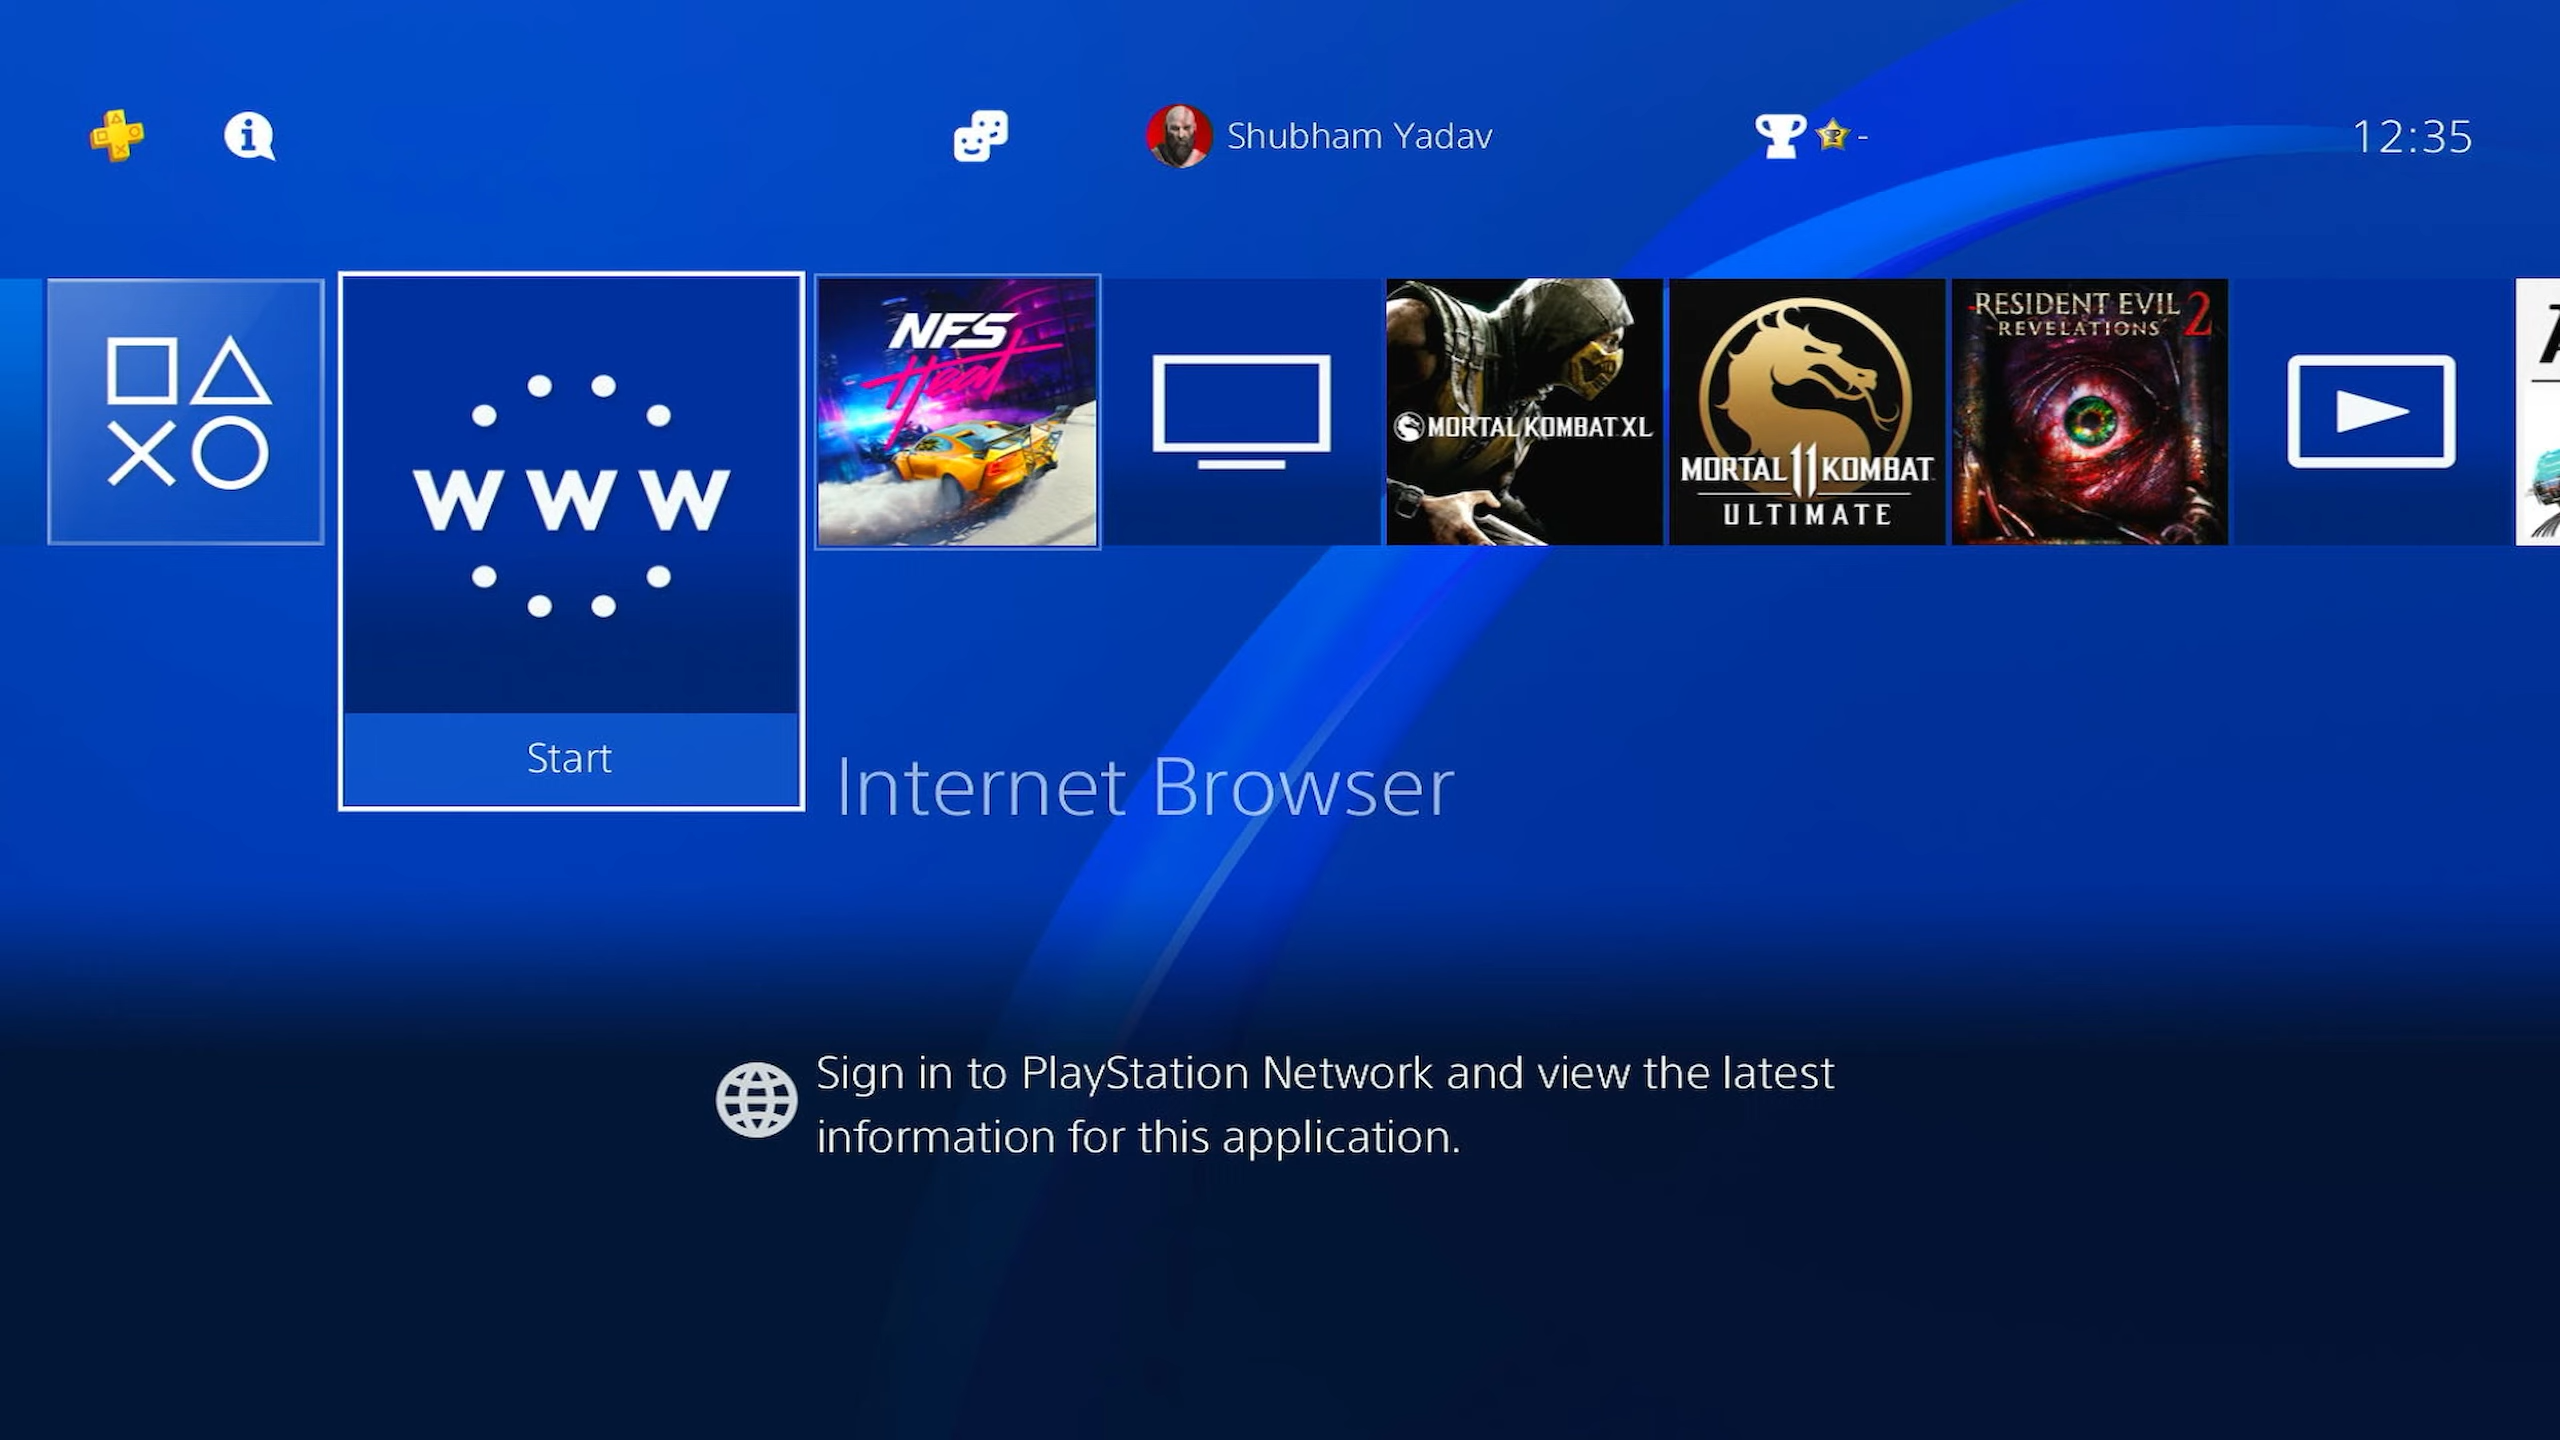 Shubham Yadav
-
12:35
WWW
Start
NFS
Heat
MORTAL KOMBAT XL
MORTAL 11 KOMBAT
ULTIMATE
RESIDENT EVIL
REVELATIONS 2
Internet Browser
Sign in to PlayStation Network and view the latest
information for this application.